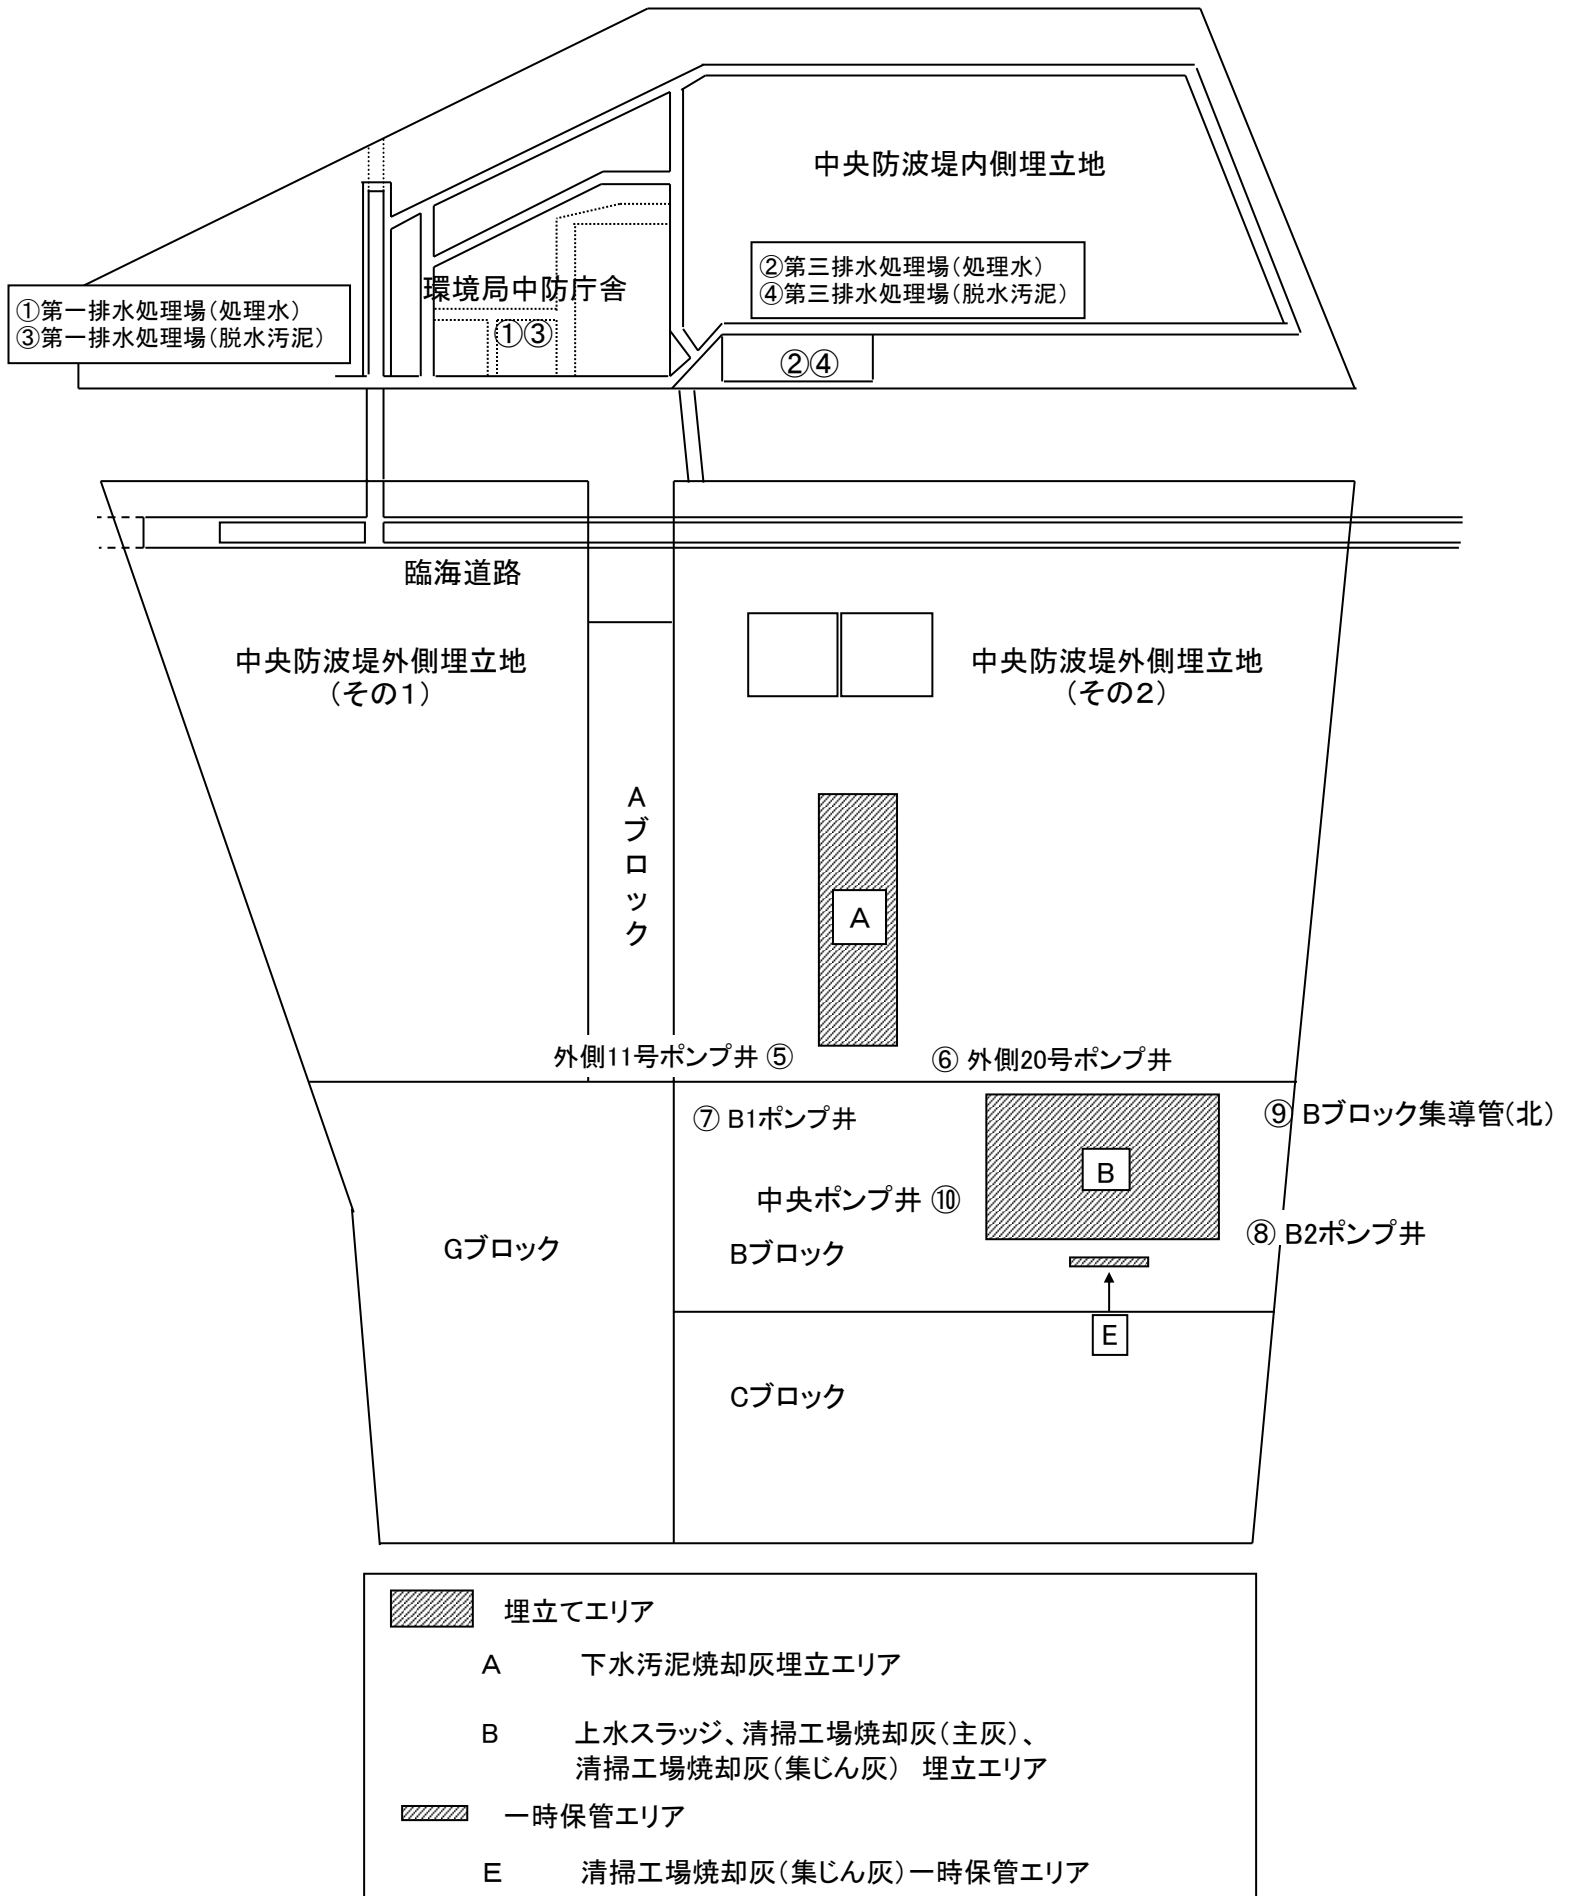 中央防波堤内側埋立地
②第三排水処理場（処理水）
④第三排水処理場（脱水汚泥）
環境局中防庁舎
①第一排水処理場（処理水）
③第一排水処理場（脱水汚泥）
①③
②④
臨海道路
中央防波堤外側埋立地
（その１）
中央防波堤外側埋立地
（その２）
Aブロック
A
外側11号ポンプ井 ⑤
⑥ 外側20号ポンプ井
⑦ B1ポンプ井
⑨ Bブロック集導管(北)
B
中央ポンプ井 ⑩
⑧ B2ポンプ井
Gブロック
Bブロック
E
Cブロック
埋立てエリア
A 下水汚泥焼却灰埋立エリア
B 上水スラッジ、清掃工場焼却灰（主灰）、
清掃工場焼却灰（集じん灰） 埋立エリア
一時保管エリア
E 清掃工場焼却灰（集じん灰）一時保管エリア